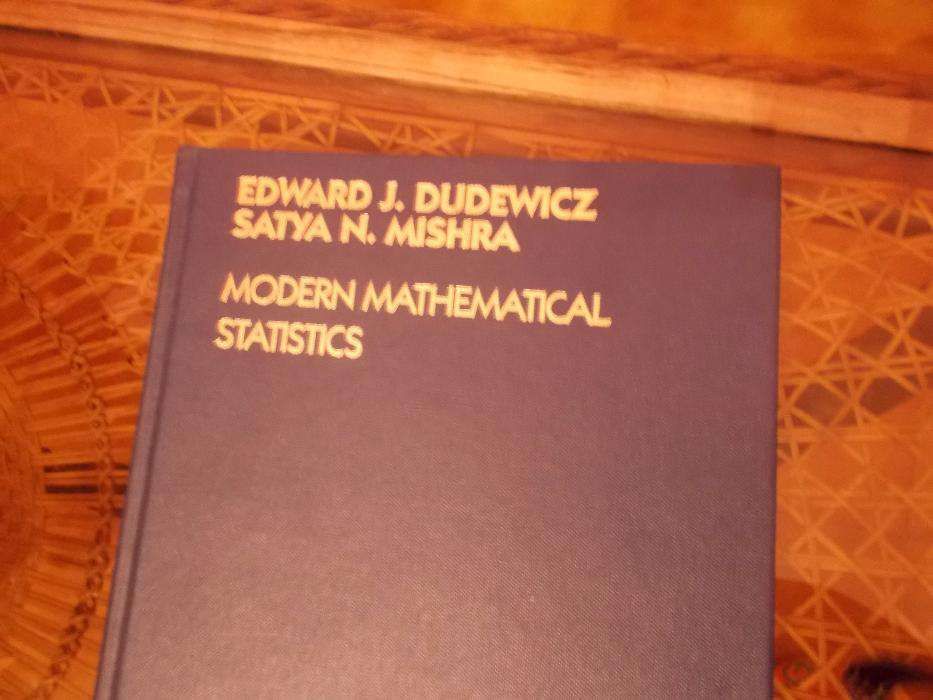 EDWARD J. DUDEWICZ
SATYA N. MISHRA
MODERN MATHEMATICAL
STATISTICS